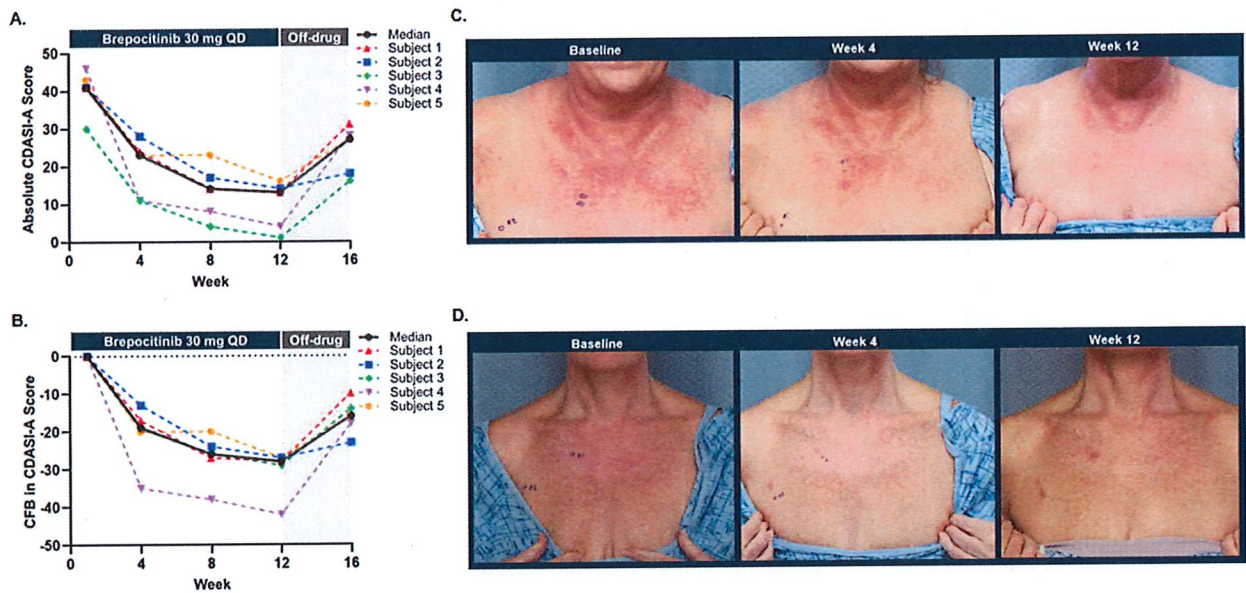 A.
Brepocitinib 30 mg QD
Off-drug
Median
Subject 1
Subject 2
Subject 3
Subject 4
Subject 5
50
40
30
20
10
0
Absolute CDASI-A Score
0
4
8
12
16
Week
B.
Brepocitinib 30 mg QD
Off-drug
Median
Subject 1
Subject 2
Subject 3
Subject 4
Subject 5
0
-10
-20
-30
-40
-50
CFB in CDASI-A Score
0
4
8
12
16
Week
C.
Baseline
Week 4
Week 12
D.
Baseline
Week 4
Week 12